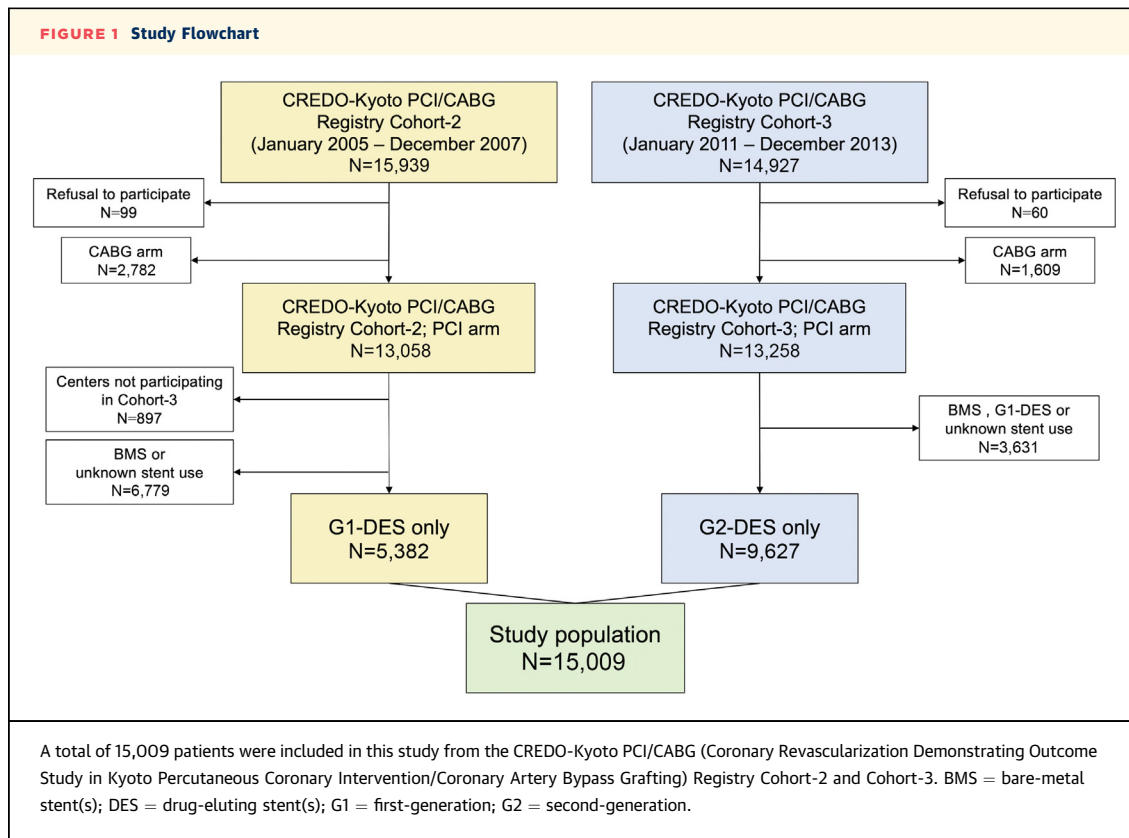 FIGURE 1 Study Flowchart
CREDO-Kyoto PCI/CABG
Registry Cohort-2
(January 2005 – December 2007)
N=15,939
CREDO-Kyoto PCI/CABG
Registry Cohort-3
(January 2011 – December 2013)
N=14,927
Refusal to participate
N=99
Refusal to participate
N=60
CABG arm
N=2,782
CABG arm
N=1,609
CREDO-Kyoto PCI/CABG
Registry Cohort-2; PCI arm
N=13,058
CREDO-Kyoto PCI/CABG
Registry Cohort-3; PCI arm
N=13,258
Centers not participating
in Cohort-3
N=897
BMS , G1-DES or
unknown stent use
N=3,631
BMS or
unknown stent use
N=6,779
G1-DES only
N=5,382
G2-DES only
N=9,627
Study population
N=15,009
A total of 15,009 patients were included in this study from the CREDO-Kyoto PCI/CABG (Coronary Revascularization Demonstrating Outcome
Study in Kyoto Percutaneous Coronary Intervention/Coronary Artery Bypass Grafting) Registry Cohort-2 and Cohort-3. BMS = bare-metal
stent(s); DES = drug-eluting stent(s); G1 = first-generation; G2 = second-generation.